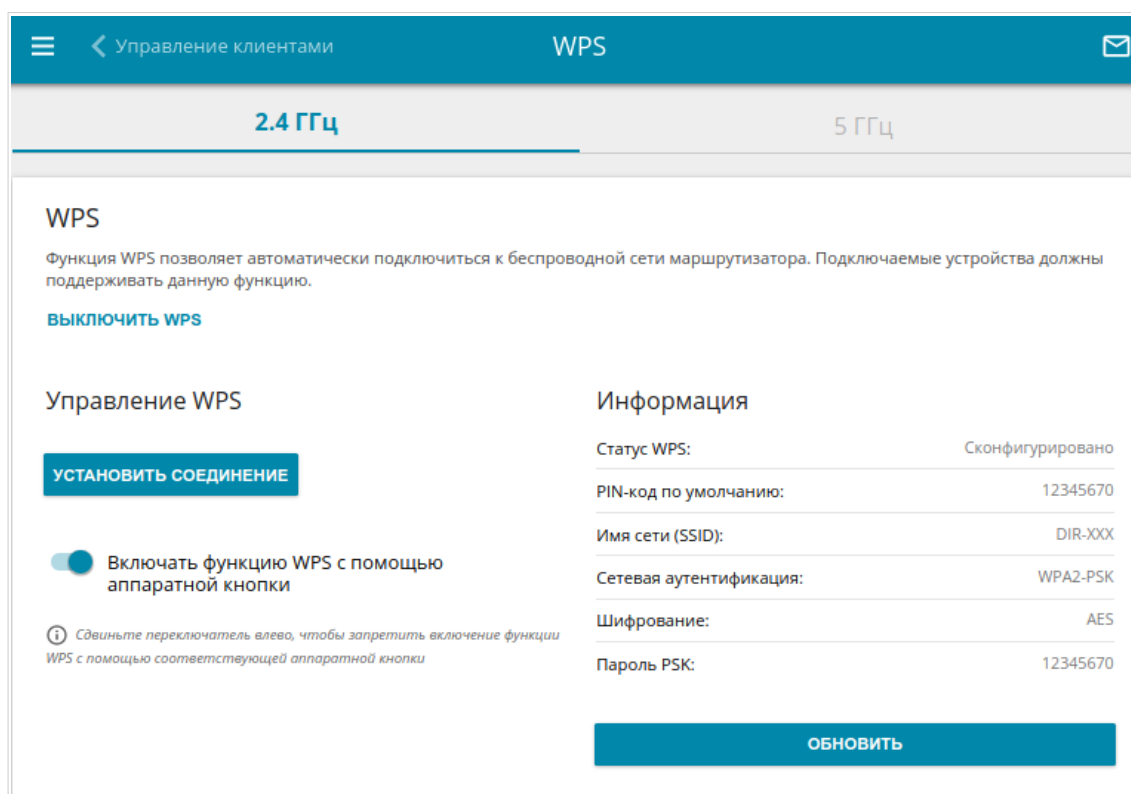 Управление клиентами
WPS
2.4 ГГц
5 ГГц
WPS
Функция WPS позволяет автоматически подключиться к беспроводной сети маршрутизатора. Подключаемые устройства должны
поддерживать данную функцию.
ВЫКЛЮЧИТЬ WPS
Управление WPS
УСТАНОВИТЬ СОЕДИНЕНИЕ
Включать функцию WPS с помощью
аппаратной кнопки
Сдвиньте переключатель влево, чтобы запретить включение функции
WPS с помощью соответствующей аппаратной кнопки
Информация
Статус WPS: Сконфигурировано
PIN-код по умолчанию: 12345670
Имя сети (SSID): DIR-XXX
Сетевая аутентификация: WPA2-PSK
Шифрование: AES
Пароль PSK: 12345670
ОБНОВИТЬ